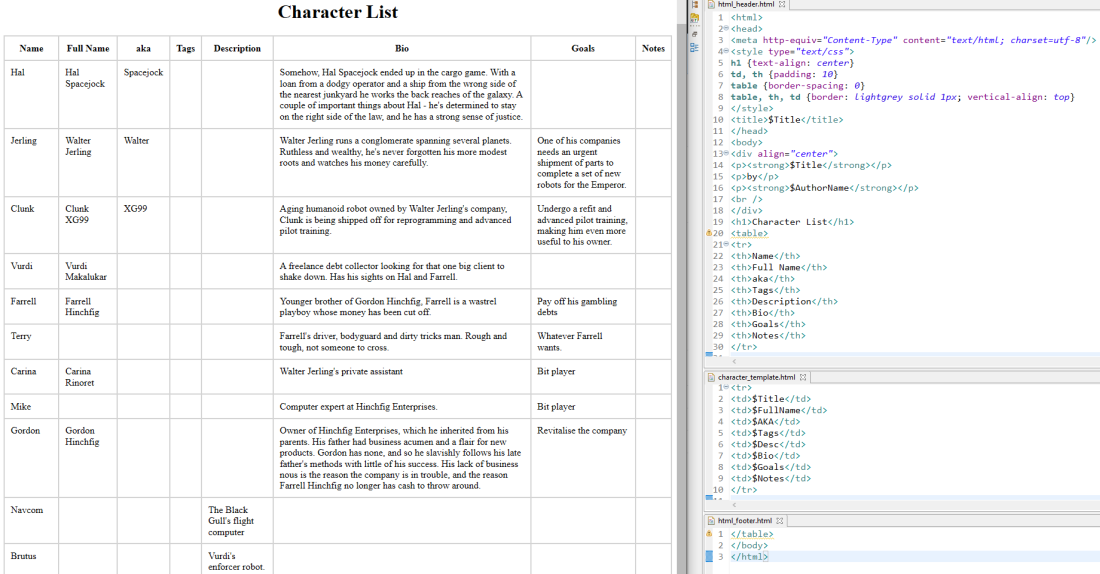 Character List
Name Full Name aka Tags Description Bio Goals Notes
Hal Hal Spacejock Somehow, Hal Spacejock ended up in the cargo game. With a
Spacejock loan from a dodgy operator and a ship from the wrong side of
the nearest junkyard he works the back reaches of the galaxy. A
couple of important things about Hal - he's determined to stay
on the right side of the law, and he has a strong sense of justice.
Jerling Walter Walter Walter Jerling runs a conglomerate spanning several planets. One of his companies
Jerling Ruthless and wealthy, he's never forgotten his more modest needs an urgent
roots and watches his money carefully. shipment of parts to
complete a set of new
robots for the Emperor.
Clunk Clunk XG99 Aging humanoid robot owned by Walter Jerling's company, Undergo a refit and
XG99 Clunk is being shipped off for reprogramming and advanced advanced pilot training,
pilot training. making him even more
useful to his owner.
Vurdi Vurdi A freelance debt collector looking for that one big client to
Makalukar shake down. Has his sights on Hal and Farrell.
Farrell Farrell Younger brother of Gordon Hinchfig, Farrell is a wastrel Pay off his gambling
Hinchfig playboy whose money has been cut off. debts
Terry Farrell's driver, bodyguard and dirty tricks man. Rough and Whatever Farrell
tough, not someone to cross. wants.
Carina Carina Walter Jerling's private assistant Bit player
Rinoret
Mike Computer expert at Hinchfig Enterprises. Bit player
Gordon Gordon Owner of Hinchfig Enterprises, which he inherited from his Revitalise the company
Hinchfig parents. His father had business acumen and a flair for new
products. Gordon has none, and so he slavishly follows his late
father's methods with little of his success. His lack of business
nous is the reason the company is in trouble, and the reason
Farrell Hinchfig no longer has cash to throw around.
Navcom The Black
Gull's flight
computer
Brutus Vurdi's
enforcer robot.
html_header.html
1 <html>
2 <head>
3 <meta http-equiv="Content-Type" content="text/html; charset=utf-8"/>
4 <style type="text/css">
5 h1 {text-align: center}
6 td, th {padding: 10}
7 table {border-spacing: 0}
8 table, th, td {border: lightgrey solid 1px; vertical-align: top}
9 </style>
10 <title>$Title</title>
11 </head>
12 <body>
13 <div align="center">
14 <p><strong>$Title</strong></p>
15 <p>by</p>
16 <p><strong>$AuthorName</strong></p>
17 <br />
18 </div>
19 <h1>Character List</h1>
20 <table>
21 <tr>
22 <th>Name</th>
23 <th>Full Name</th>
24 <th>aka</th>
25 <th>Tags</th>
26 <th>Description</th>
27 <th>Bio</th>
28 <th>Goals</th>
29 <th>Notes</th>
30 </tr>
character_template.html
1 <tr>
2 <td>$Title</td>
3 <td>$FullName</td>
4 <td>$AKA</td>
5 <td>$Tags</td>
6 <td>$Desc</td>
7 <td>$Bio</td>
8 <td>$Goals</td>
9 <td>$Notes</td>
10 </tr>
html_footer.html
1 </table>
2 </body>
3 </html>